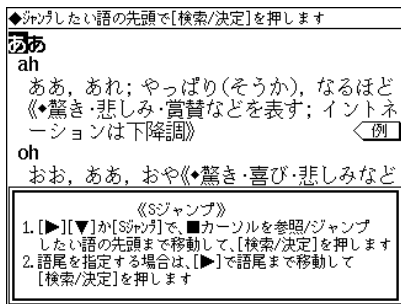 ◆ｼﾞｬﾝﾌﾟしたい語の先頭で[検索/決定]を押します
ああ
ah
ああ，あれ；やっぱり(そうか)，なるほど
《◆驚き･悲しみ･賞賛などを表す；イントネ
ーションは下降調》 例
oh
おお，ああ，おや《◆驚き･喜び･悲しみなど
《Sジャンプ》
1.[▶][▼]か[Sｼﾞｬﾝﾌﾟ]で､■カーソルを参照/ジャンプ
したい語の先頭まで移動して､[検索/決定]を押します
2.語尾を指定する場合は､[▶]で語尾まで移動して
[検索/決定]を押します